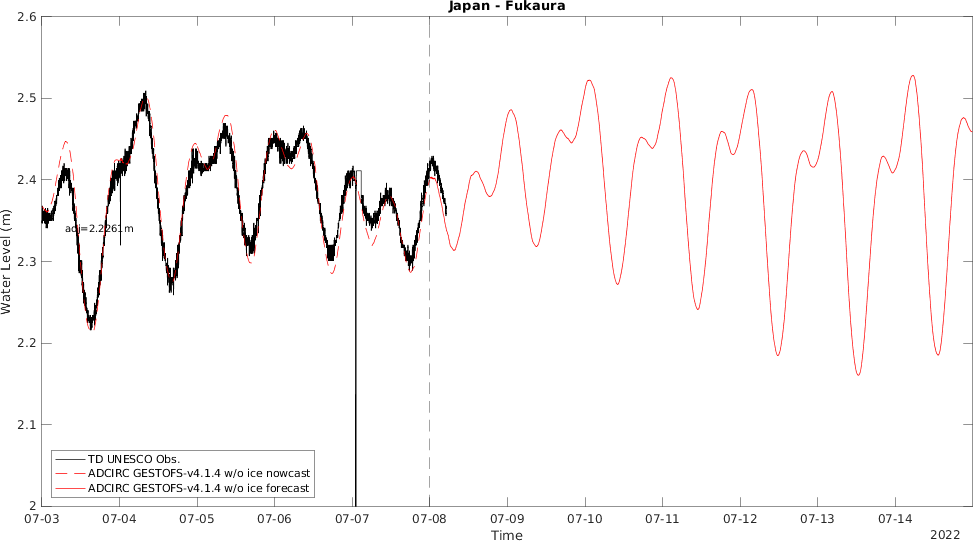 Japan - Fukaura
2.6
2.5
2.4
2.3
2.2
2.1
2
Water Level (m)
adj=2.2261m
TD UNESCO Obs.
ADCIRC GESTOFS-v4.1.4 w/o ice nowcast
ADCIRC GESTOFS-v4.1.4 w/o ice forecast
07-03 07-04 07-05 07-06 07-07 07-08 07-09 07-10 07-11 07-12 07-13 07-14
Time
2022